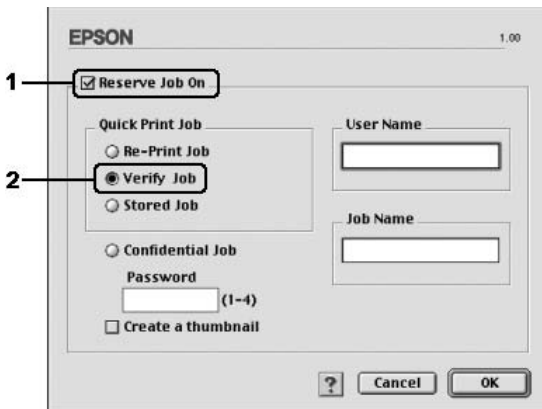 EPSON
1.00
1
Reserve Job On
Quick Print Job
Re-Print Job
2
Verify Job
Stored Job
Confidential Job
Password
(1-4)
Create a thumbnail
User Name
Job Name
?
Cancel
OK